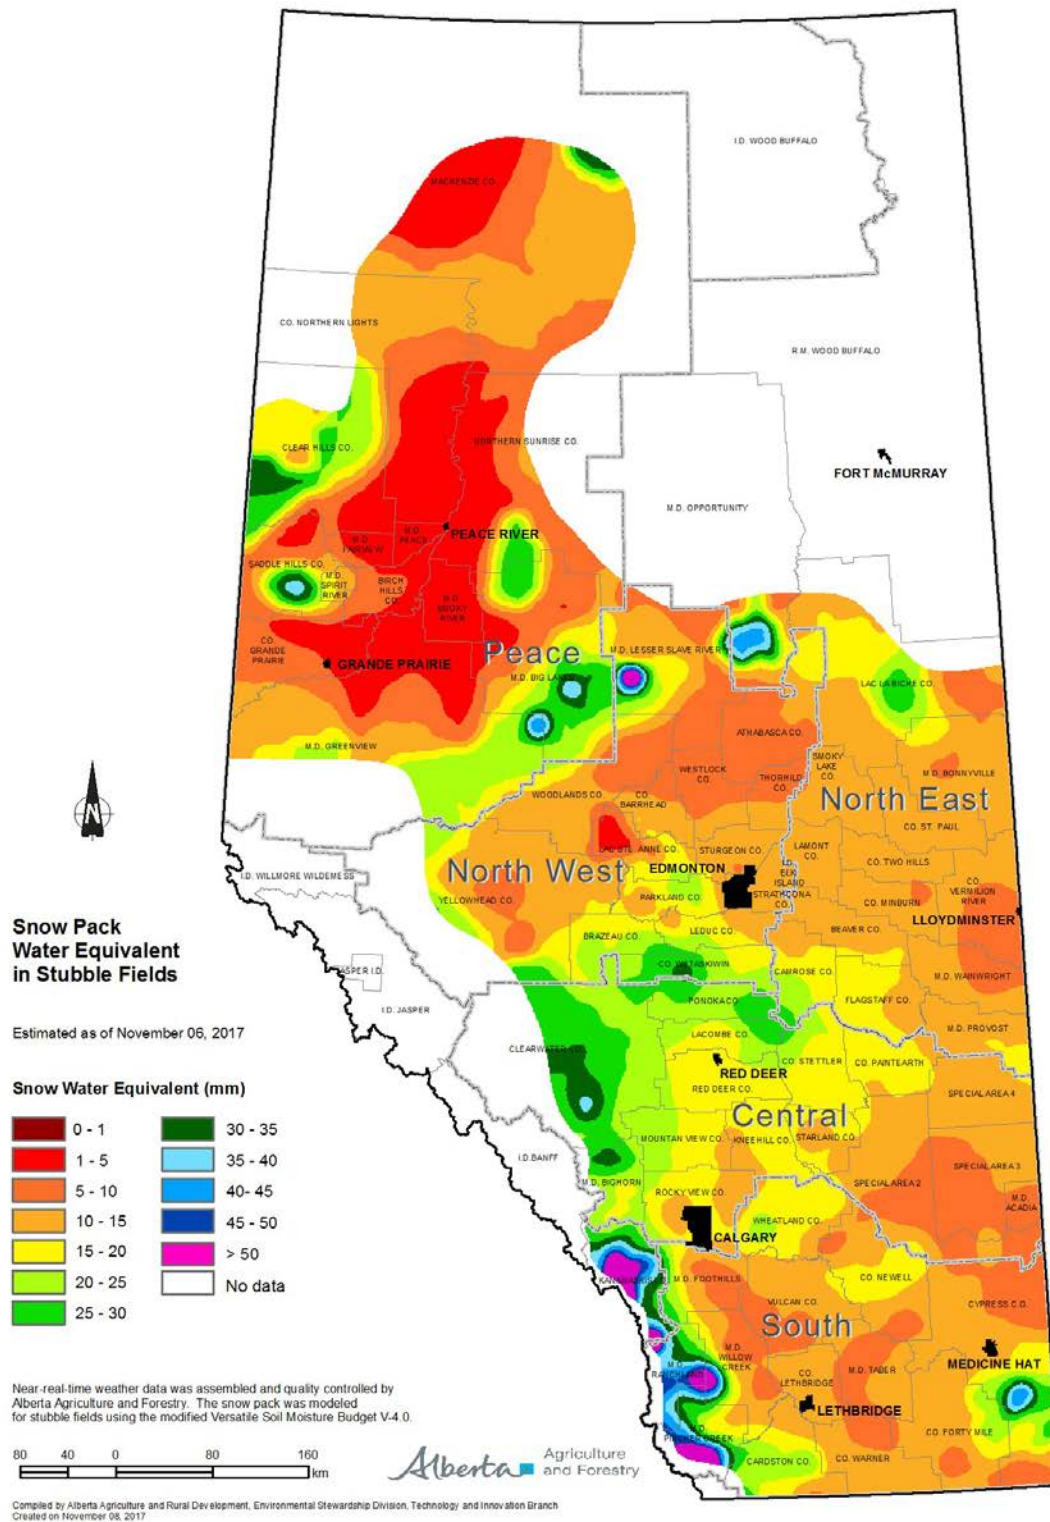 I.D. WOOD BUFFALO
MACKENZIE CO.
CO. NORTHERN LIGHTS
R.M. WOOD BUFFALO
CLEAR HILLS CO.
NORTHERN SUNRISE CO.
FORT McMURRAY
M.D. OPPORTUNITY
M.D. PEACE
PEACE RIVER
M.D. FAIRVIEW
SADDLE HILLS CO.
M.D. SPIRIT RIVER
BIRCH HILLS CO.
M.D. SMOKY RIVER
CO. GRANDE PRAIRIE
GRANDE PRAIRIE
Peace
M.D. LESSER SLAVE RIVER
M.D. BIG LAKES
LAC LA BICHE CO.
M.D. GREENVIEW
ATHABASCA CO.
SMOKY LAKE CO.
WESTLOCK CO.
THORHILD CO.
M.D. BONNYVILLE
WOODLANDS CO.
CO. BARRHEAD
North East
CO. ST. PAUL
N
LAC STE. ANNE CO.
STURGEON CO.
LAMONT CO.
North West
EDMONTON
ELK ISLAND
CO. TWO HILLS
I.D. WILLMORE WILDERNESS
YELLOWHEAD CO.
PARKLAND CO.
STRATHCONA CO.
CO. MINBURN
CO. VERMILION RIVER
LLOYDMINSTER
BRAZEAU CO.
LEDUC CO.
BEAVER CO.
Snow Pack
Water Equivalent
in Stubble Fields
CO. WETASKIWIN
CAMROSE CO.
M.D. WAINWRIGHT
JASPER I.D.
I.D. JASPER
PONOKA CO.
FLAGSTAFF CO.
M.D. PROVOST
Estimated as of November 06, 2017
LACOMBE CO.
CLEARWATER CO.
RED DEER
CO. STETTLER
CO. PAINTEARTH
RED DEER CO.
SPECIAL AREA 4
Central
MOUNTAIN VIEW CO.
KNEEHILL CO.
STARLAND CO.
I.D. BANFF
SPECIAL AREA 3
M.D. BIGHORN
SPECIAL AREA 2
M.D. ACADIA
ROCKY VIEW CO.
WHEATLAND CO.
CALGARY
KANANASKIS I.D.
M.D. FOOTHILLS
CO. NEWELL
VULCAN CO.
CYPRESS CO.
South
M.D. WILLOW CREEK
MEDICINE HAT
M.D. RANCHLAND
CO. LETHBRIDGE
M.D. TABER
LETHBRIDGE
M.D. PINCHER CREEK
CO. FORTY MILE
CARDSTON CO.
CO. WARNER
Snow Water Equivalent (mm)
0 - 1
1 - 5
5 - 10
10 - 15
15 - 20
20 - 25
25 - 30
30 - 35
35 - 40
40- 45
45 - 50
> 50
No data
Near-real-time weather data was assembled and quality controlled by
Alberta Agriculture and Forestry. The snow pack was modeled
for stubble fields using the modified Versatile Soil Moisture Budget V-4.0.
80 40 0 80 160
km
Alberta Agriculture
and Forestry
Compiled by Alberta Agriculture and Rural Development, Environmental Stewardship Division, Technology and Innovation Branch
Created on November 08, 2017